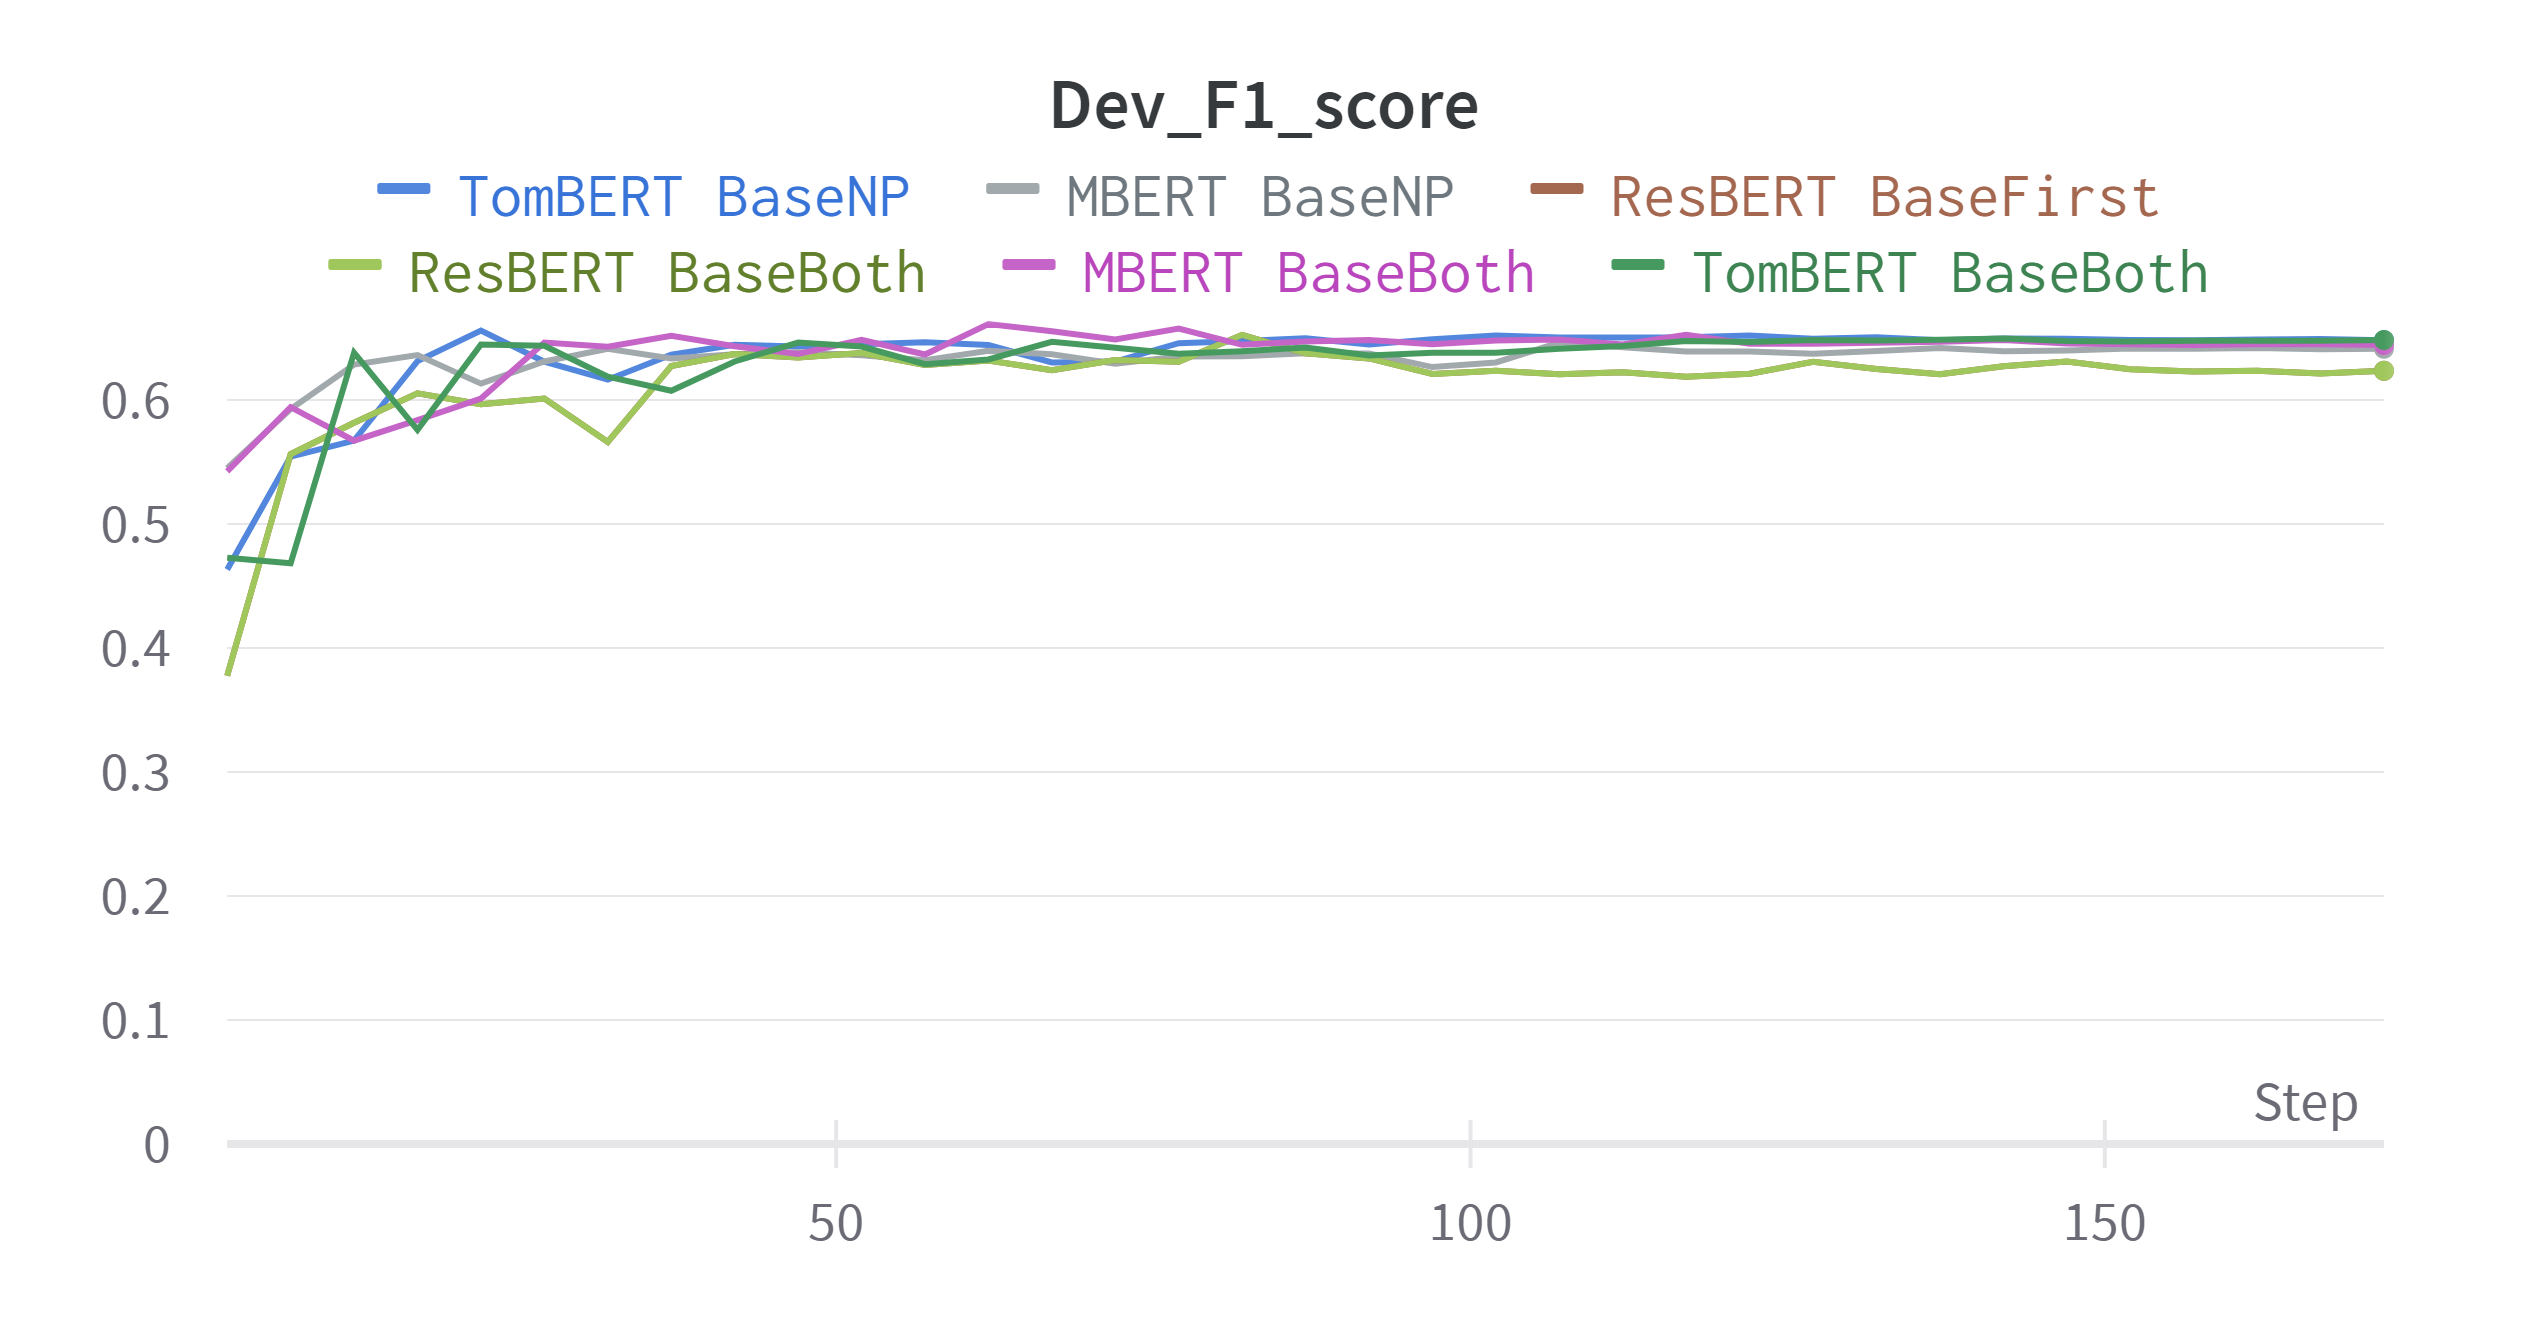 Dev_F1_score
TomBERT BaseNP MBERT BaseNP ResBERT BaseFirst
ResBERT BaseBoth MBERT BaseBoth TomBERT BaseBoth
0.6
0.5
0.4
0.3
0.2
0.1
Step
0
50 100 150